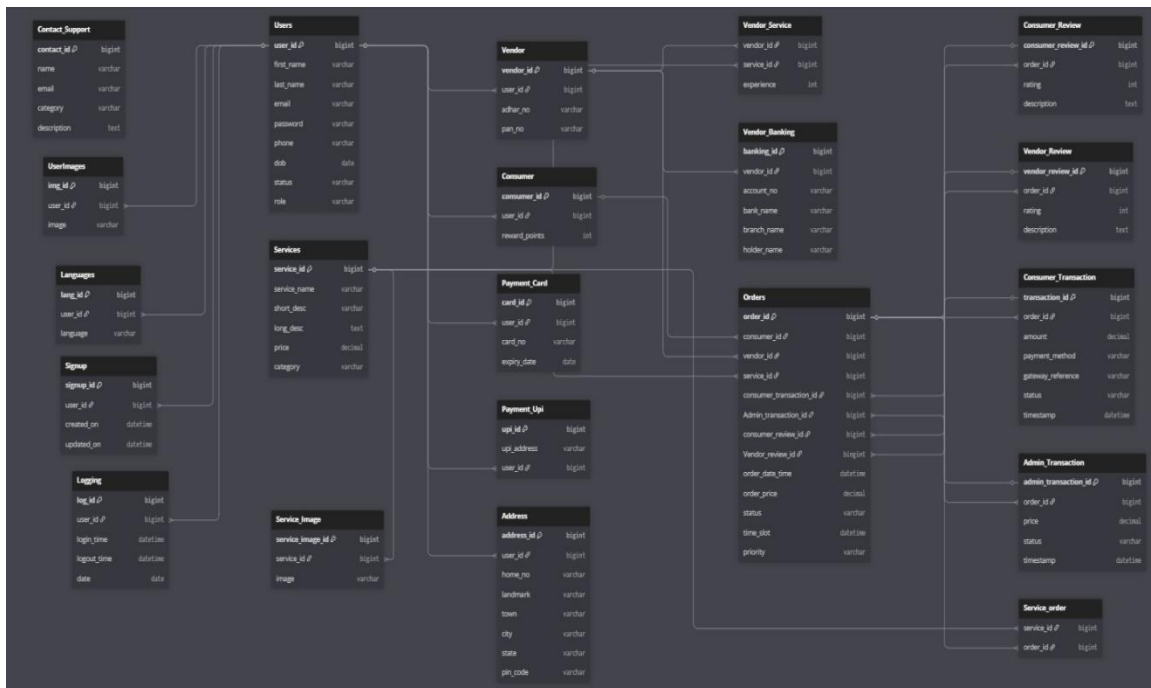 Contact_Support
contact_id bigint
name varchar
email varchar
category varchar
description text
UserImages
img_id bigint
user_id bigint
image varchar
Languages
lang_id bigint
user_id bigint
language varchar
Signup
signup_id bigint
user_id bigint
created_on datetime
updated_on datetime
Logging
log_id bigint
user_id bigint
login_time datetime
logout_time datetime
date date
Users
user_id bigint
first_name varchar
last_name varchar
email varchar
password varchar
phone varchar
dob date
status varchar
role varchar
Services
service_id bigint
service_name varchar
short_desc varchar
long_desc text
price decimal
category varchar
Service_Image
service_image_id bigint
service_id bigint
image varchar
Vendor
vendor_id bigint
user_id bigint
adhar_no varchar
pan_no varchar
Consumer
consumer_id bigint
user_id bigint
reward_points int
Payment_Card
card_id bigint
user_id bigint
card_no varchar
expiry_date date
Payment_Upi
upi_id bigint
upi_address varchar
user_id bigint
Address
address_id bigint
user_id bigint
home_no varchar
landmark varchar
town varchar
city varchar
state varchar
pin_code varchar
Vendor_Service
vendor_id bigint
service_id bigint
experience int
Vendor_Banking
banking_id bigint
vendor_id bigint
account_no varchar
bank_name varchar
branch_name varchar
holder_name varchar
Orders
order_id bigint
consumer_id bigint
vendor_id bigint
service_id bigint
consumer_transaction_id bigint
Admin_transaction_id bigint
consumer_review_id bigint
Vendor_review_id bingint
order_date_time datetime
order_price decimal
status varchar
time_slot datetime
priority varchar
Consumer_Review
consumer_review_id bigint
order_id bigint
rating int
description text
Vendor_Review
vendor_review_id bigint
order_id bigint
rating int
description text
Consumer_Transaction
transaction_id bigint
order_id bigint
amount decimal
payment_method varchar
gateway_reference varchar
status varchar
timestamp datetime
Admin_Transaction
admin_transaction_id bigint
order_id bigint
price decimal
status varchar
timestamp datetime
Service_order
service_id bigint
order_id bigint